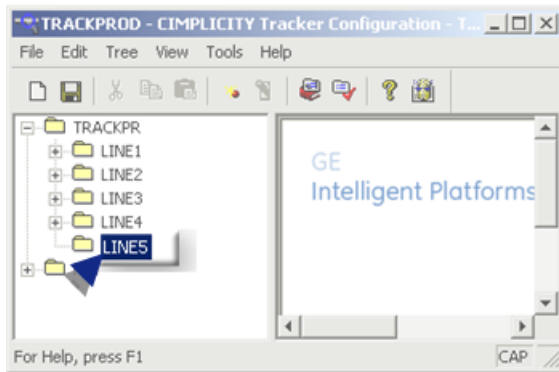 TRACKPROD - CIMPLICITY Tracker Configuration - T...
File Edit Tree View Tools Help
TRACKPR
LINE1
LINE2
LINE3
LINE4
LINE5
GE
Intelligent Platforms
For Help, press F1
CAP